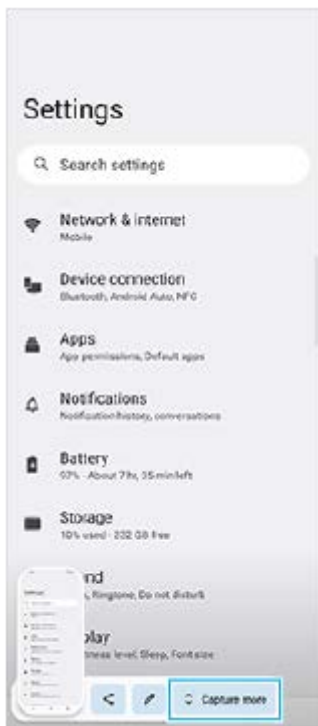 Settings
Search settings
Network & internet
Mobile
Device connection
Bluetooth, Android Auto, NFC
Apps
App permissions, Default apps
Notifications
Notification history, conversations
Battery
97% - About 7 hr, 35 min left
Storage
10% used - 232 GB free
nd
, Ringtone, Do not disturb
play
ness level, Sleep, Font size
Capture more